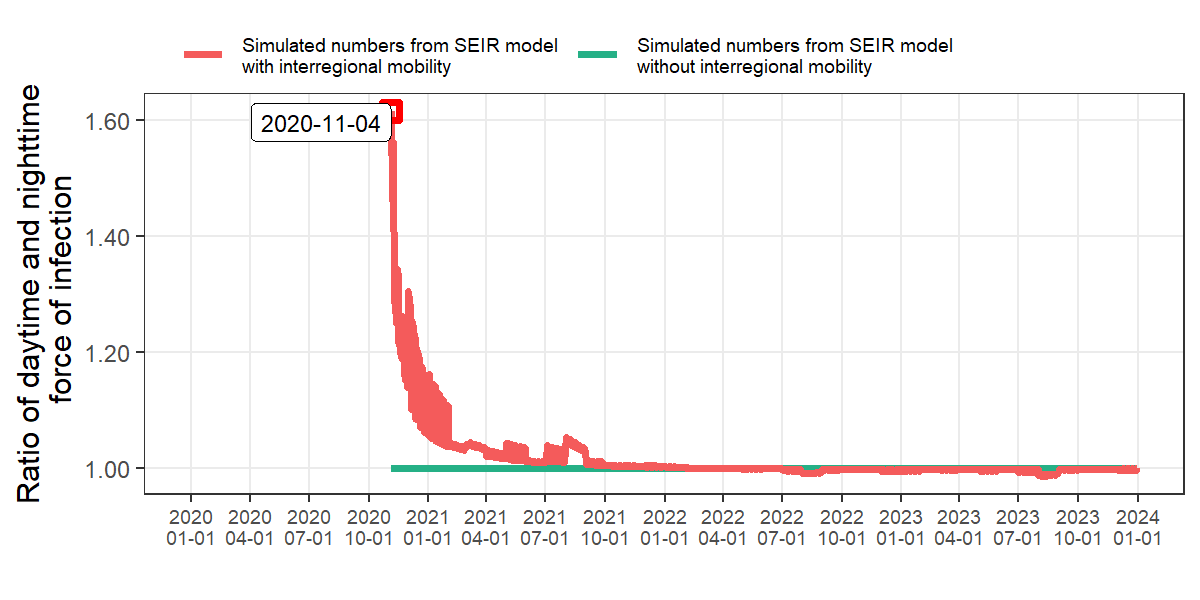 Simulated numbers from SEIR model
with interregional mobility
Simulated numbers from SEIR model
without interregional mobility
Ratio of daytime and nighttime
force of infection
1.60
1.40
1.20
1.00
2020-11-04
2020 2020 2020 2020 2021 2021 2021 2021 2022 2022 2022 2022 2023 2023 2023 2023 2024
01-01 04-01 07-01 10-01 01-01 04-01 07-01 10-01 01-01 04-01 07-01 10-01 01-01 04-01 07-01 10-01 01-01